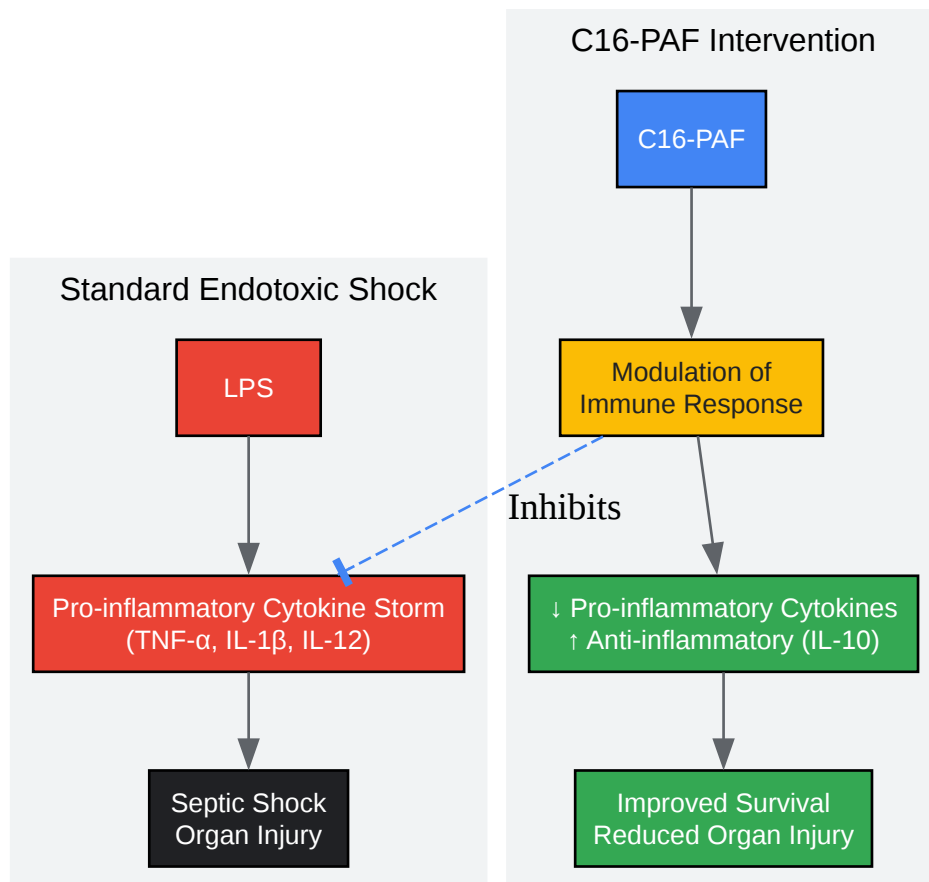 C16-PAF Intervention
C16-PAF
Standard Endotoxic Shock
LPS
Modulation of
Immune Response
Inhibits
Pro-inflammatory Cytokine Storm
(TNF-α, IL-1β, IL-12)
↓ Pro-inflammatory Cytokines
↑ Anti-inflammatory (IL-10)
Septic Shock
Organ Injury
Improved Survival
Reduced Organ Injury